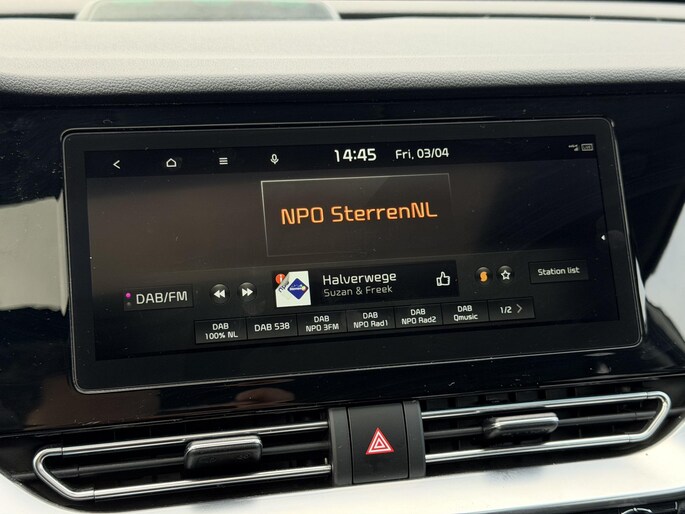 14:45 Fri, 03/04
NPO SterrenNL
DAB/FM
Halverwege
Suzan & Freek
Station list
DAB
100% NL
DAB 538
DAB
NPO 3FM
DAB
NPO Rad1
DAB
NPO Rad2
DAB
Qmusic
1/2